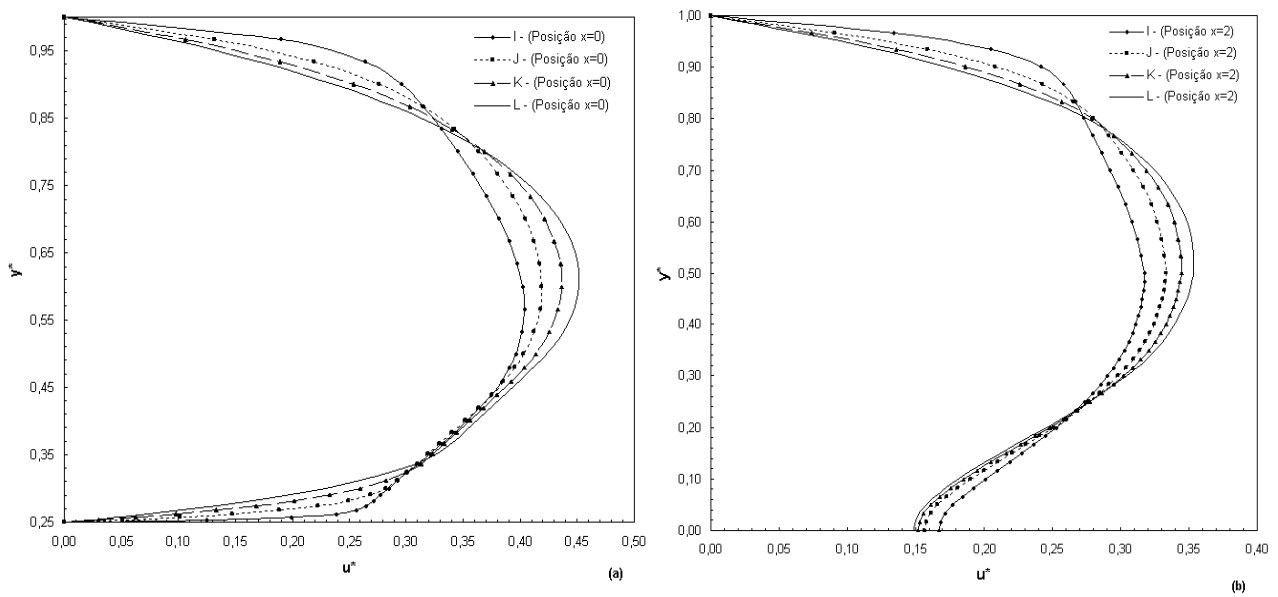 0,95
0,85
0,75
0,65
0,55
0,45
0,35
0,25
y*
0,00 0,05 0,10 0,15 0,20 0,25 0,30 0,35 0,40 0,45 0,50
u*
(a)
I - (Posição x=0)
J - (Posição x=0)
K - (Posição x=0)
L - (Posição x=0)
1,00
0,90
0,80
0,70
0,60
0,50
0,40
0,30
0,20
0,10
0,00
y*
0,00 0,05 0,10 0,15 0,20 0,25 0,30 0,35 0,40
u*
(b)
I - (Posição x=2)
J - (Posição x=2)
K - (Posição x=2)
L - (Posição x=2)